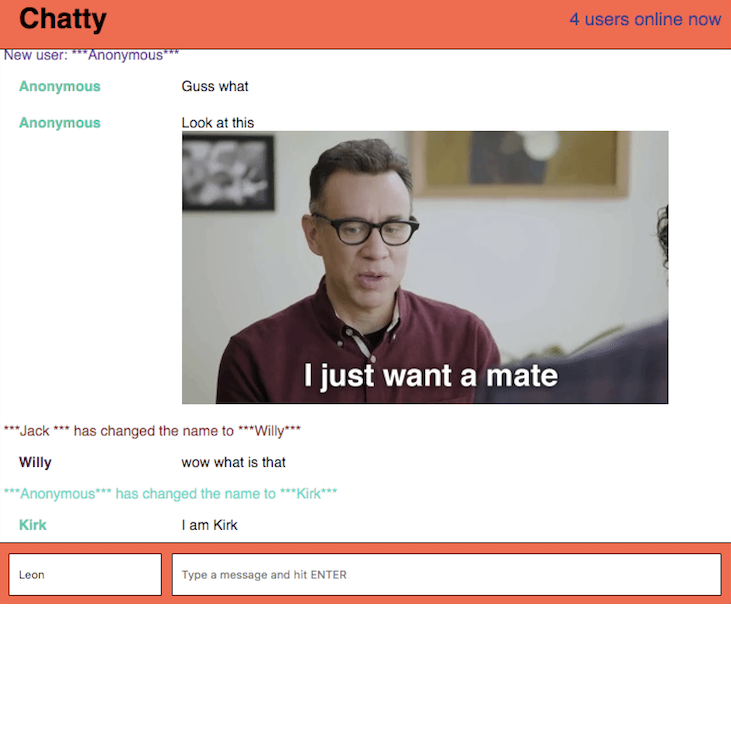 Chatty
4 users online now
New user: ***Anonymous***
Anonymous Guss what
Anonymous Look at this
I just want a mate
***Jack *** has changed the name to ***Willy***
Willy wow what is that
***Anonymous*** has changed the name to ***Kirk***
Kirk I am Kirk
Leon Type a message and hit ENTER